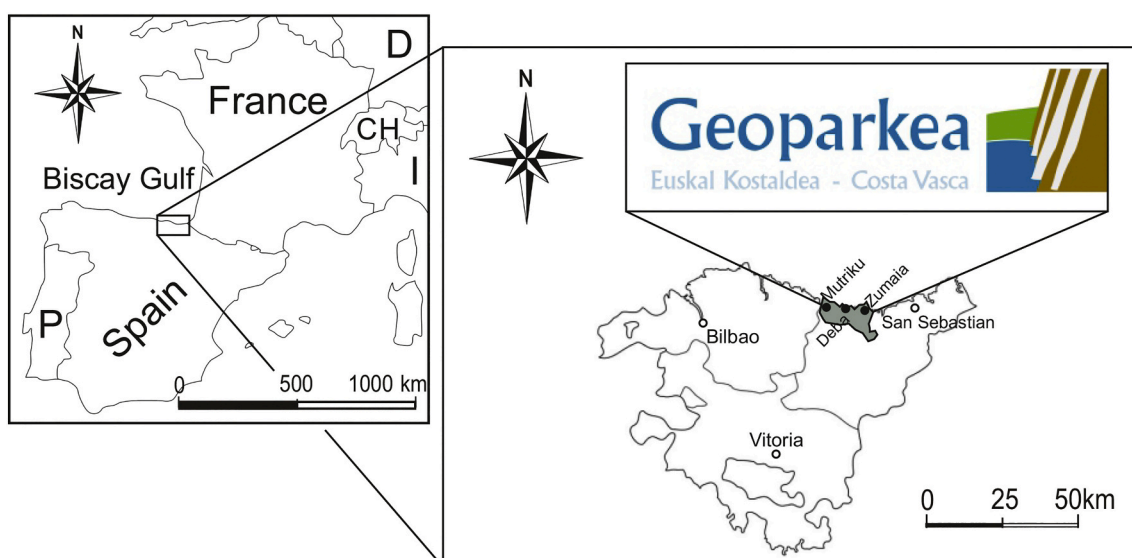 N
D
France
CH
I
Biscay Gulf
P
Spain
0 500 1000 km
N
Geoparkea
Euskal Kostaldea - Costa Vasca
Mutriku
Deba
Zumaia
San Sebastian
Bilbao
Vitoria
0 25 50km